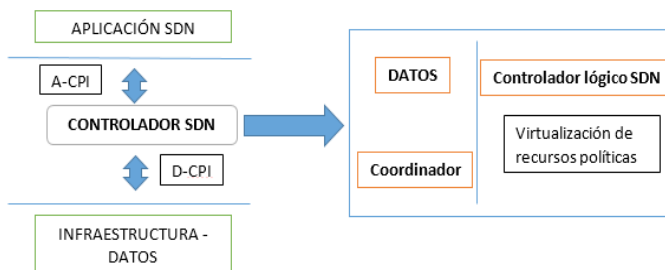 APLICACIÓN SDN
A-CPI
CONTROLADOR SDN
D-CPI
INFRAESTRUCTURA -
DATOS
DATOS
Coordinador
Controlador lógico SDN
Virtualización de
recursos políticas